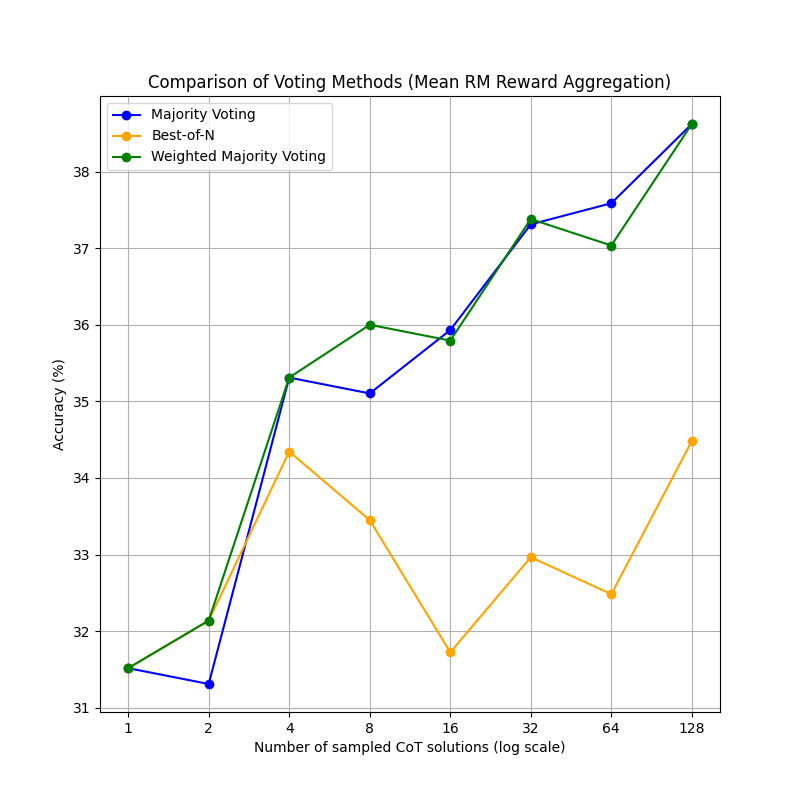 Comparison of Voting Methods (Mean RM Reward Aggregation)
Majority Voting
Best-of-N
Weighted Majority Voting
38
37
36
35
34
33
32
31
Accuracy (%)
1 2 4 8 16 32 64 128
Number of sampled CoT solutions (log scale)